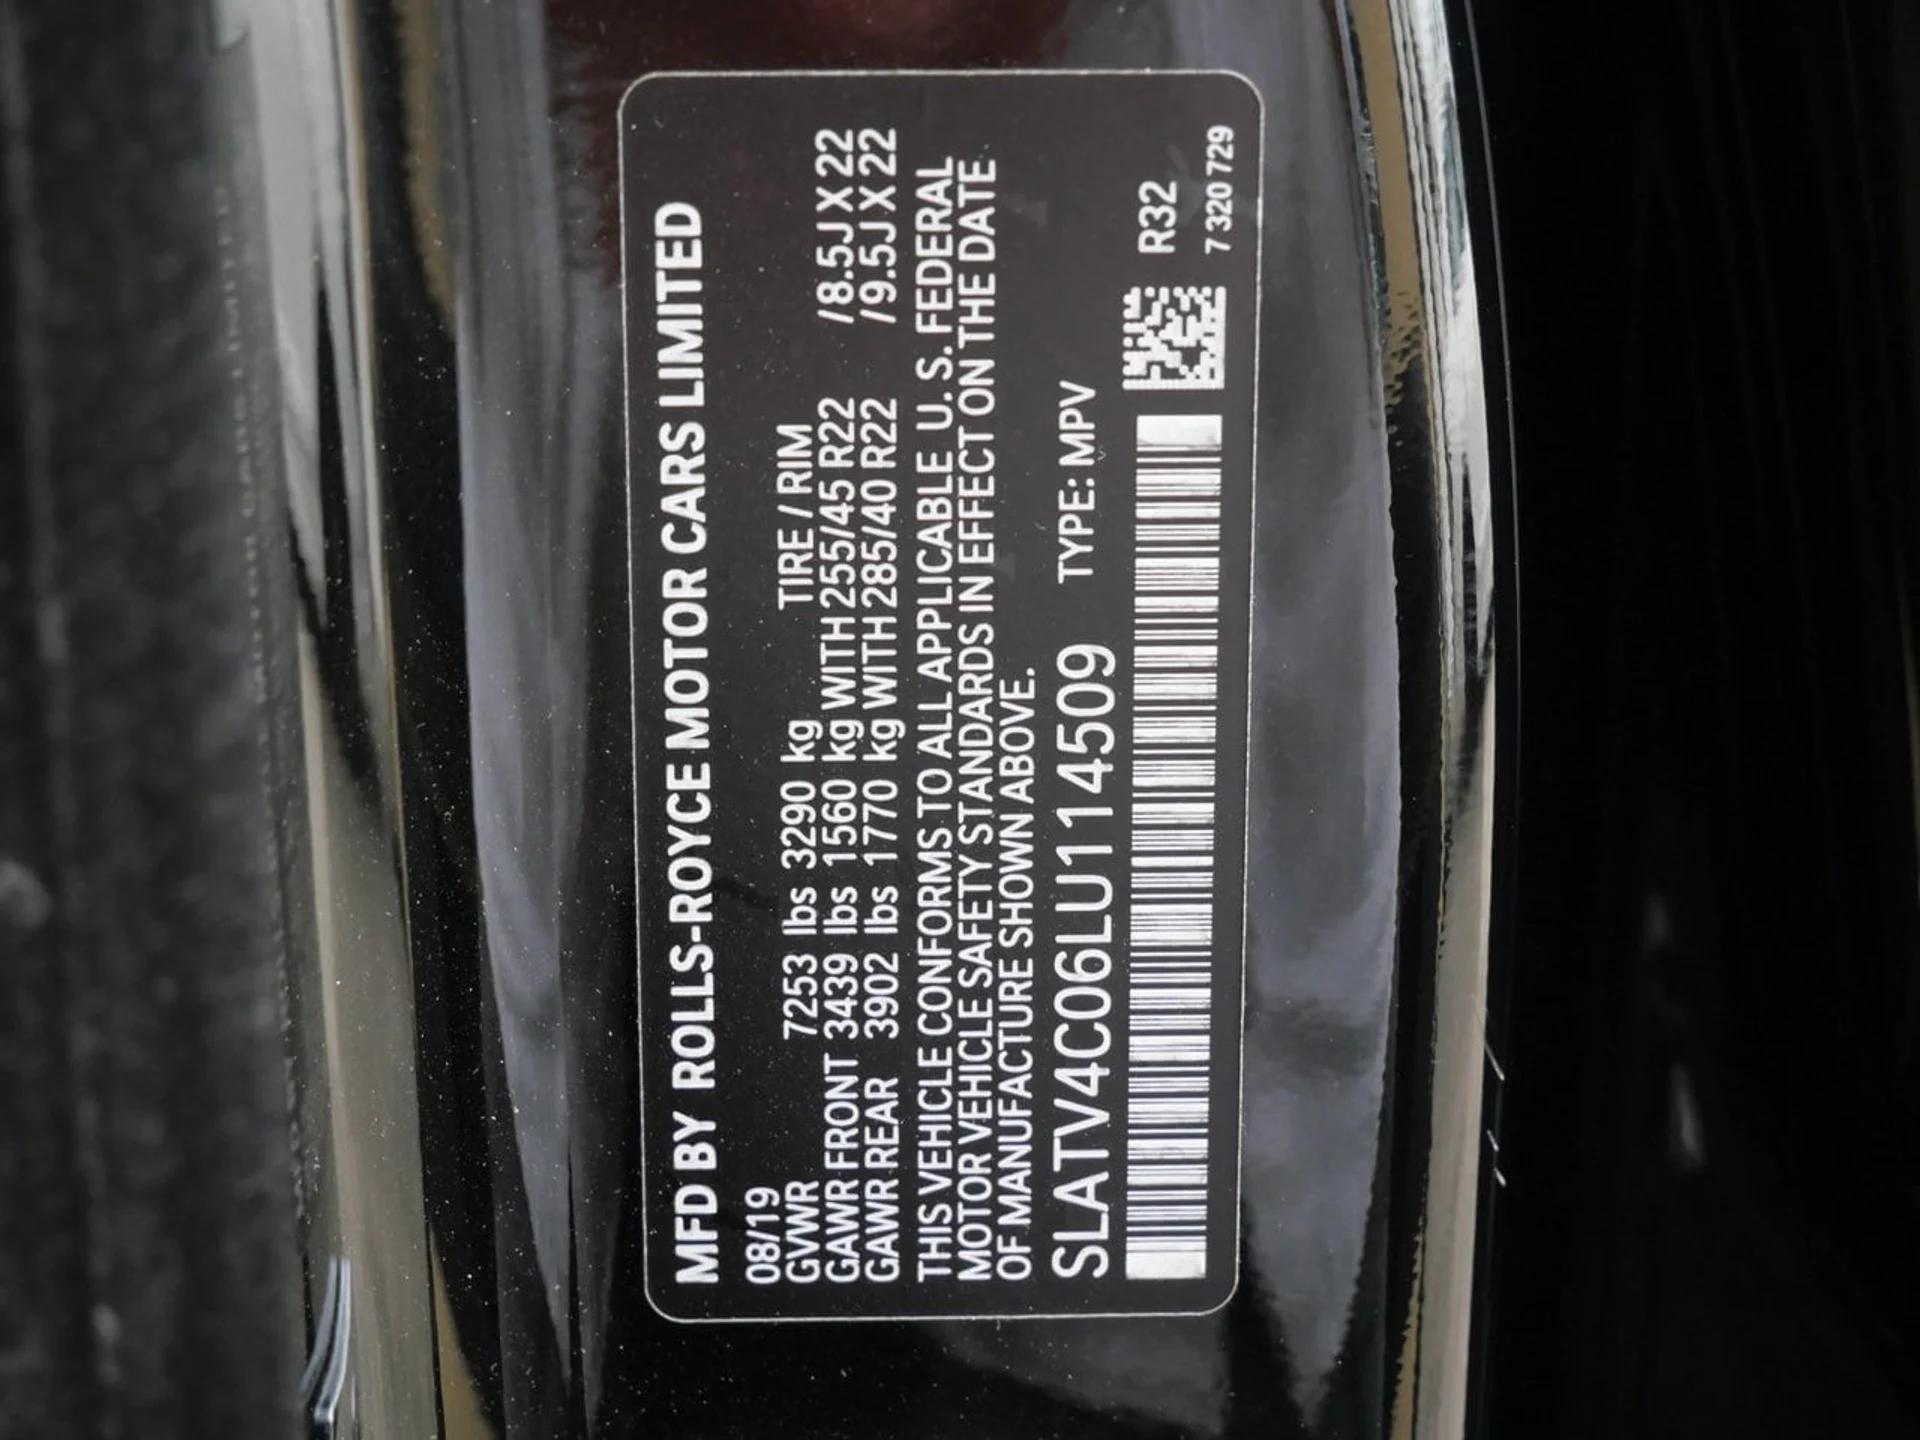 MFD BY ROLLS-ROYCE MOTOR CARS LIMITED
08/19
GVWR 7253 lbs 3290 kg TIRE / RIM
GAWR FRONT 3439 lbs 1560 kg WITH 255/45 R22 /8.5J X 22
GAWR REAR 3902 lbs 1770 kg WITH 285/40 R22 /9.5J X 22
THIS VEHICLE CONFORMS TO ALL APPLICABLE U.S. FEDERAL
MOTOR VEHICLE SAFETY STANDARDS IN EFFECT ON THE DATE
OF MANUFACTURE SHOWN ABOVE.
SLATV4C06LU114509 TYPE: MPV
R32
7 320 729